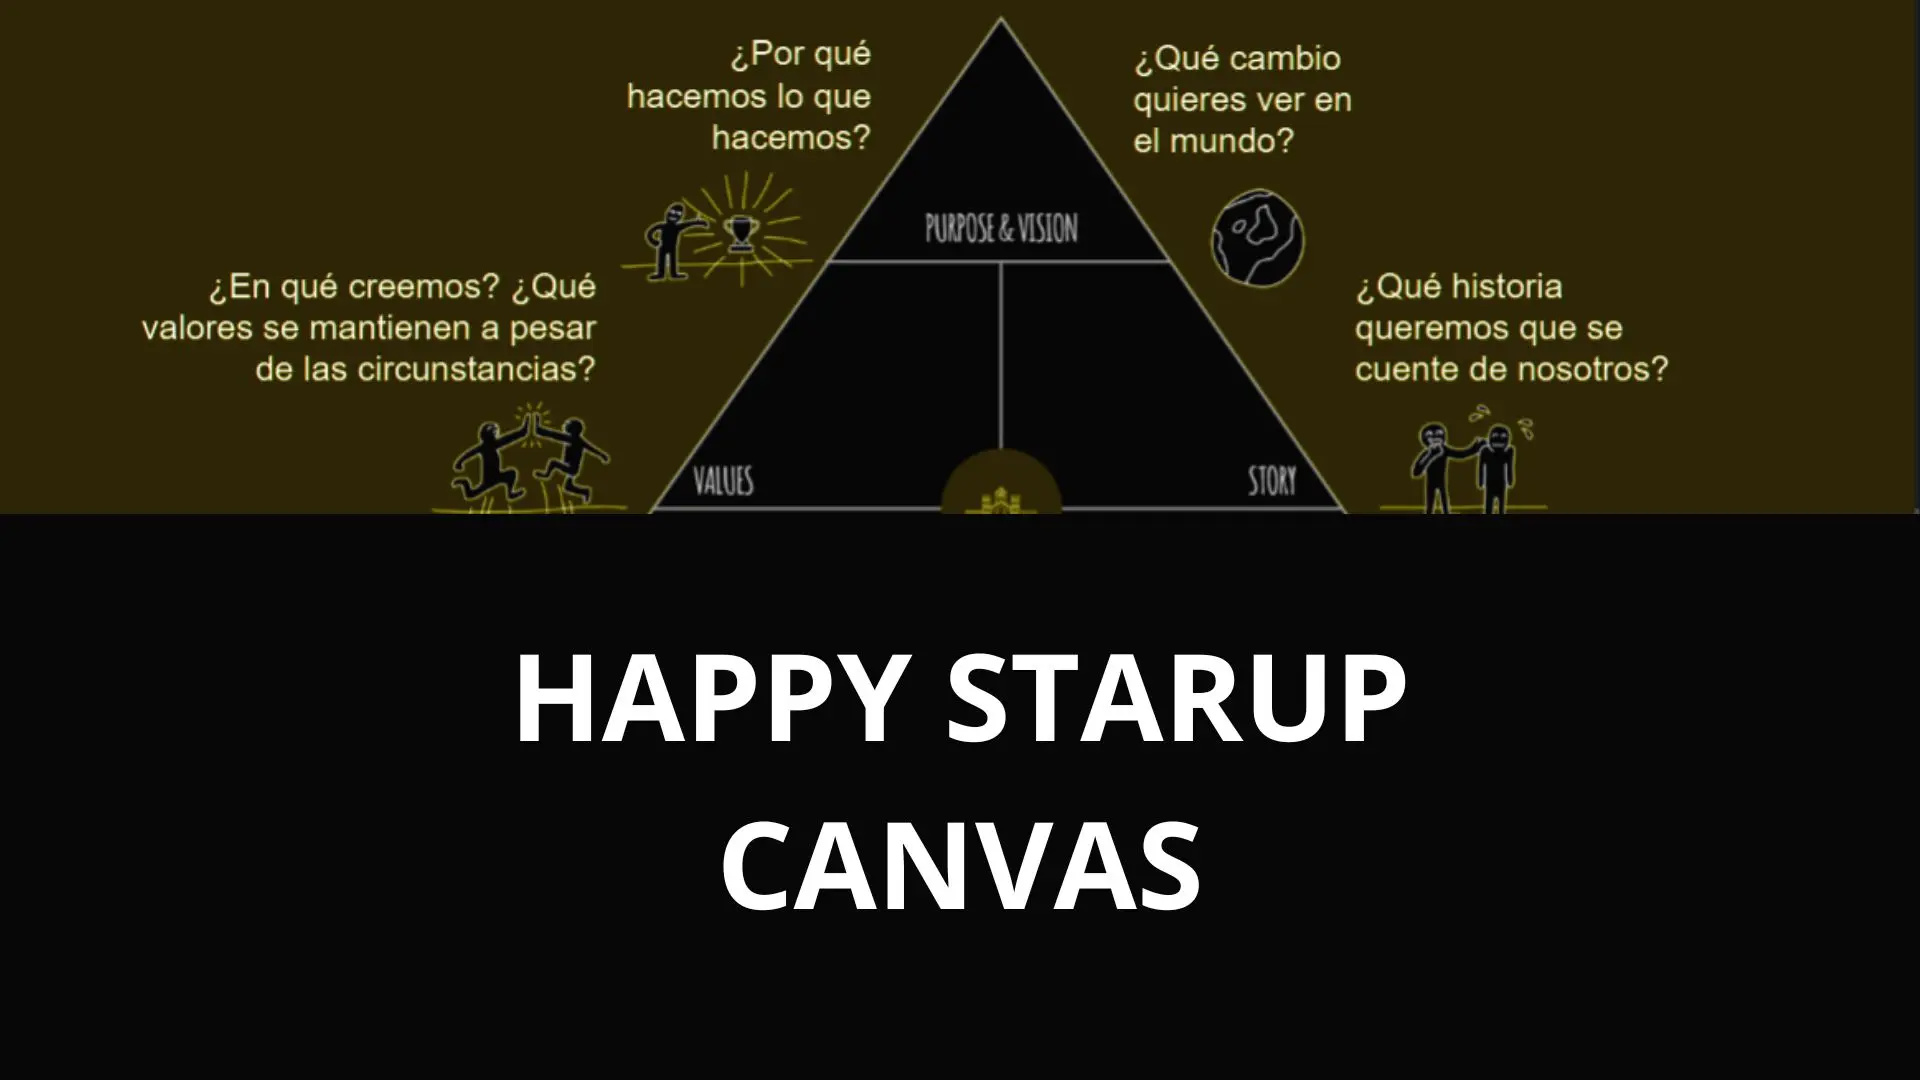 ¿Por qué
hacemos lo que
hacemos?
¿Qué cambio
quieres ver en
el mundo?
PURPOSE & VISION
¿En qué creemos? ¿Qué
valores se mantienen a pesar
de las circunstancias?
¿Qué historia
queremos que se
cuente de nosotros?
VALUES
STORY
HAPPY STARUP
CANVAS